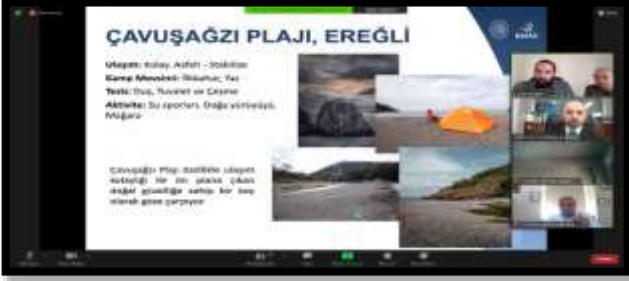 ÇAVUŞAĞZI PLAJI, EREĞLİ
Ulaşım: Kolay, Asfalt - Stabilize
Kamp Mevsimi: İlkbahar, Yaz
Tesis: Duş, Tuvalet ve Çeşme
Aktivite: Su sporları, Doğa yürüyüşü,
Mağara
Çavuşağzı Plajı özellikle ulaşım
kolaylığı ile ön plana çıkan
doğal güzelliğe sahip bir koy
olarak göze çarpıyor